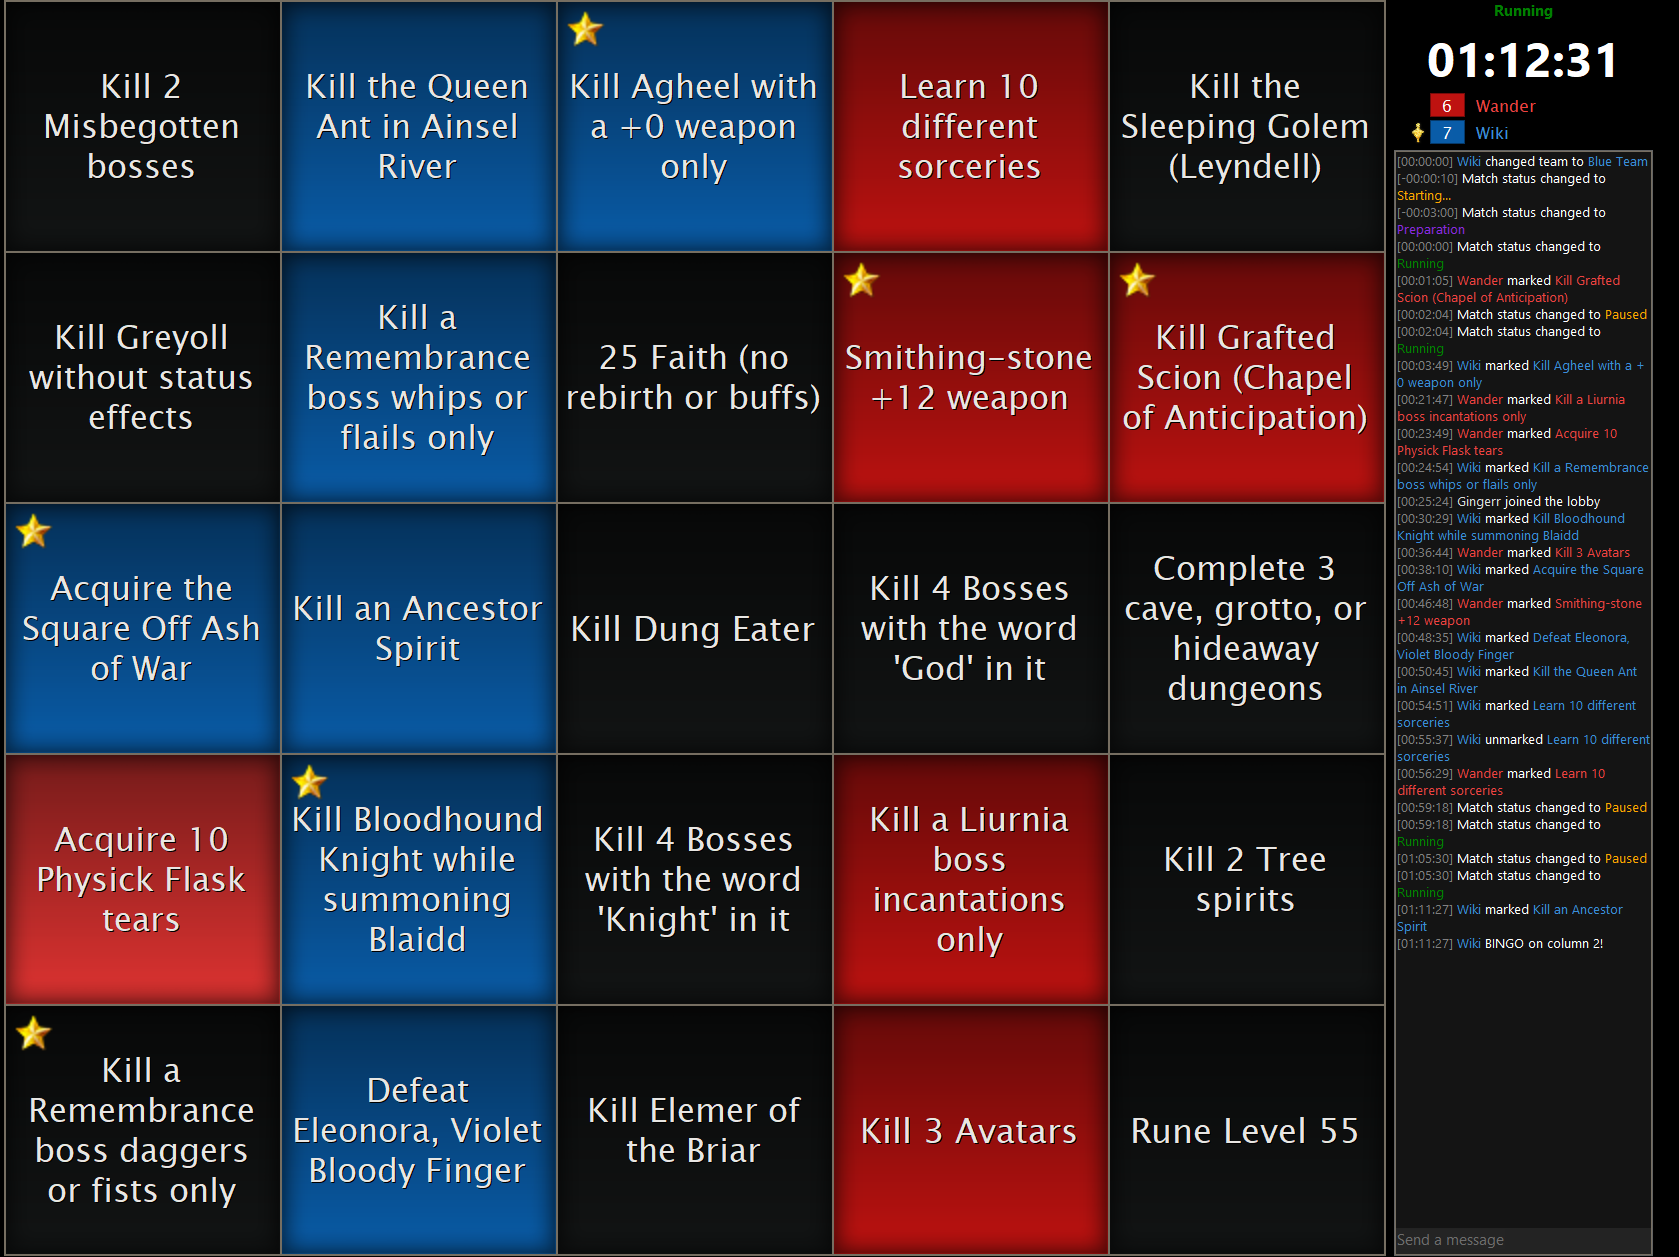 Kill 2
Misbegotten
bosses
Kill the Queen
Ant in Ainsel
River
Kill Agheel with
a +0 weapon
only
Learn 10
different
sorceries
Kill the
Sleeping Golem
(Leyndell)
Kill Greyoll
without status
effects
Kill a
Remembrance
boss whips or
flails only
25 Faith (no
rebirth or buffs)
Smithing-stone
+12 weapon
Kill Grafted
Scion (Chapel
of Anticipation)
Acquire the
Square Off Ash
of War
Kill an Ancestor
Spirit
Kill Dung Eater
Kill 4 Bosses
with the word
'God' in it
Complete 3
cave, grotto, or
hideaway
dungeons
Acquire 10
Physick Flask
tears
Kill Bloodhound
Knight while
summoning
Blaidd
Kill 4 Bosses
with the word
'Knight' in it
Kill a Liurnia
boss
incantations
only
Kill 2 Tree
spirits
Kill a
Remembrance
boss daggers
or fists only
Defeat
Eleonora, Violet
Bloody Finger
Kill Elemer of
the Briar
Kill 3 Avatars
Rune Level 55
Running
01:12:31
6 Wander
7 Wiki
[00:00:00] Wiki changed team to Blue Team
[-00:00:10] Match status changed to
Starting...
[-00:03:00] Match status changed to
Preparation
[00:00:00] Match status changed to
Running
[00:01:05] Wander marked Kill Grafted
Scion (Chapel of Anticipation)
[00:02:04] Match status changed to Paused
[00:02:04] Match status changed to
Running
[00:03:49] Wiki marked Kill Agheel with a +
0 weapon only
[00:21:47] Wander marked Kill a Liurnia
boss incantations only
[00:23:49] Wander marked Acquire 10
Physick Flask tears
[00:24:54] Wiki marked Kill a Remembrance
boss whips or flails only
[00:25:24] Gingerr joined the lobby
[00:30:29] Wiki marked Kill Bloodhound
Knight while summoning Blaidd
[00:36:44] Wander marked Kill 3 Avatars
[00:38:10] Wiki marked Acquire the Square
Off Ash of War
[00:46:48] Wander marked Smithing-stone
+12 weapon
[00:48:35] Wiki marked Defeat Eleonora,
Violet Bloody Finger
[00:50:45] Wiki marked Kill the Queen Ant
in Ainsel River
[00:54:51] Wiki marked Learn 10 different
sorceries
[00:55:37] Wiki unmarked Learn 10 different
sorceries
[00:56:29] Wander marked Learn 10
different sorceries
[00:59:18] Match status changed to Paused
[00:59:18] Match status changed to
Running
[01:05:30] Match status changed to Paused
[01:05:30] Match status changed to
Running
[01:11:27] Wiki marked Kill an Ancestor
Spirit
[01:11:27] Wiki BINGO on column 2!
Send a message